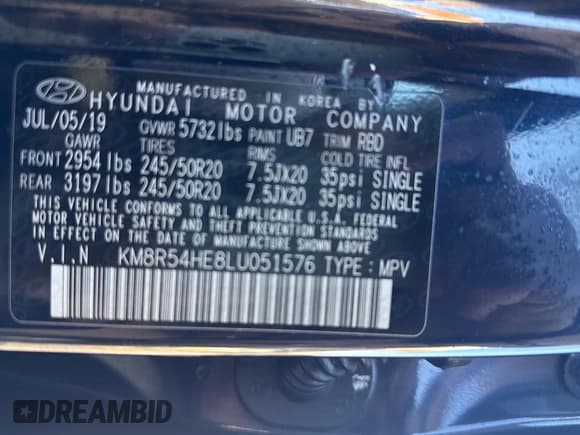 MANUFACTURED IN KOREA BY
HYUNDAI MOTOR COMPANY
JUL/05/19 GVWR 5732 lbs PAINT UB7 TRIM RBD
GAWR TIRES RIMS COLD TIRE INFL
FRONT 2954 lbs 245/50R20 7.5JX20 35psi SINGLE
REAR 3197 lbs 245/50R20 7.5JX20 35psi SINGLE
THIS VEHICLE CONFORMS TO ALL APPLICABLE U.S.A. FEDERAL
MOTOR VEHICLE SAFETY AND THEFT PREVENTION STANDARDS
IN EFFECT ON THE DATE OF MANUFACTURE SHOWN ABOVE.
V.I.N KM8R54HE8LU051576 TYPE : MPV
DREAMBID